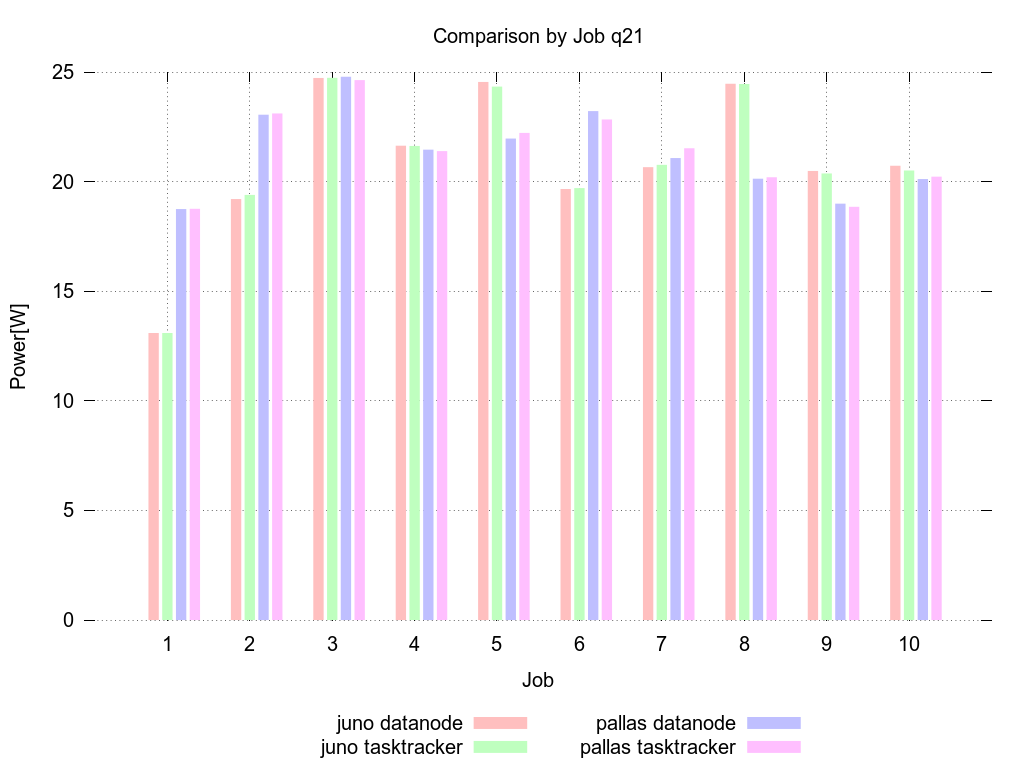 Comparison by Job q21
25
20
15
10
5
0
Power[W]
1 2 3 4 5 6 7 8 9 10
Job
juno datanode pallas datanode
juno tasktracker pallas tasktracker